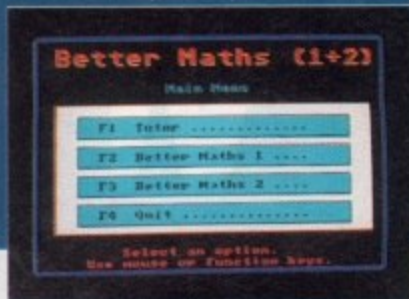 Better Maths (1+2)
Main Menu
F1 Tutor ..............
F2 Better Maths 1 ....
F3 Better Maths 2 ....
F4 Quit ..............
Select an option.
Use mouse or function keys.